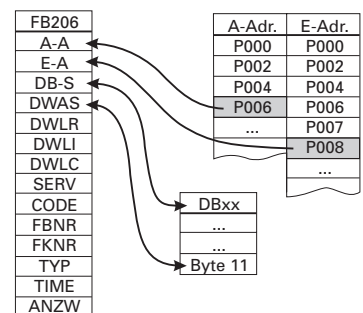 FB206
A-A
E-A
DB-S
DWAS
DWLR
DWLI
DWLC
SERV
CODE
FBNR
FKNR
TYP
TIME
ANZW
A-Adr. E-Adr.
P000 P000
P002 P002
P004 P004
P006 P006
... P007
P008
...
DBxx
...
...
Byte 11